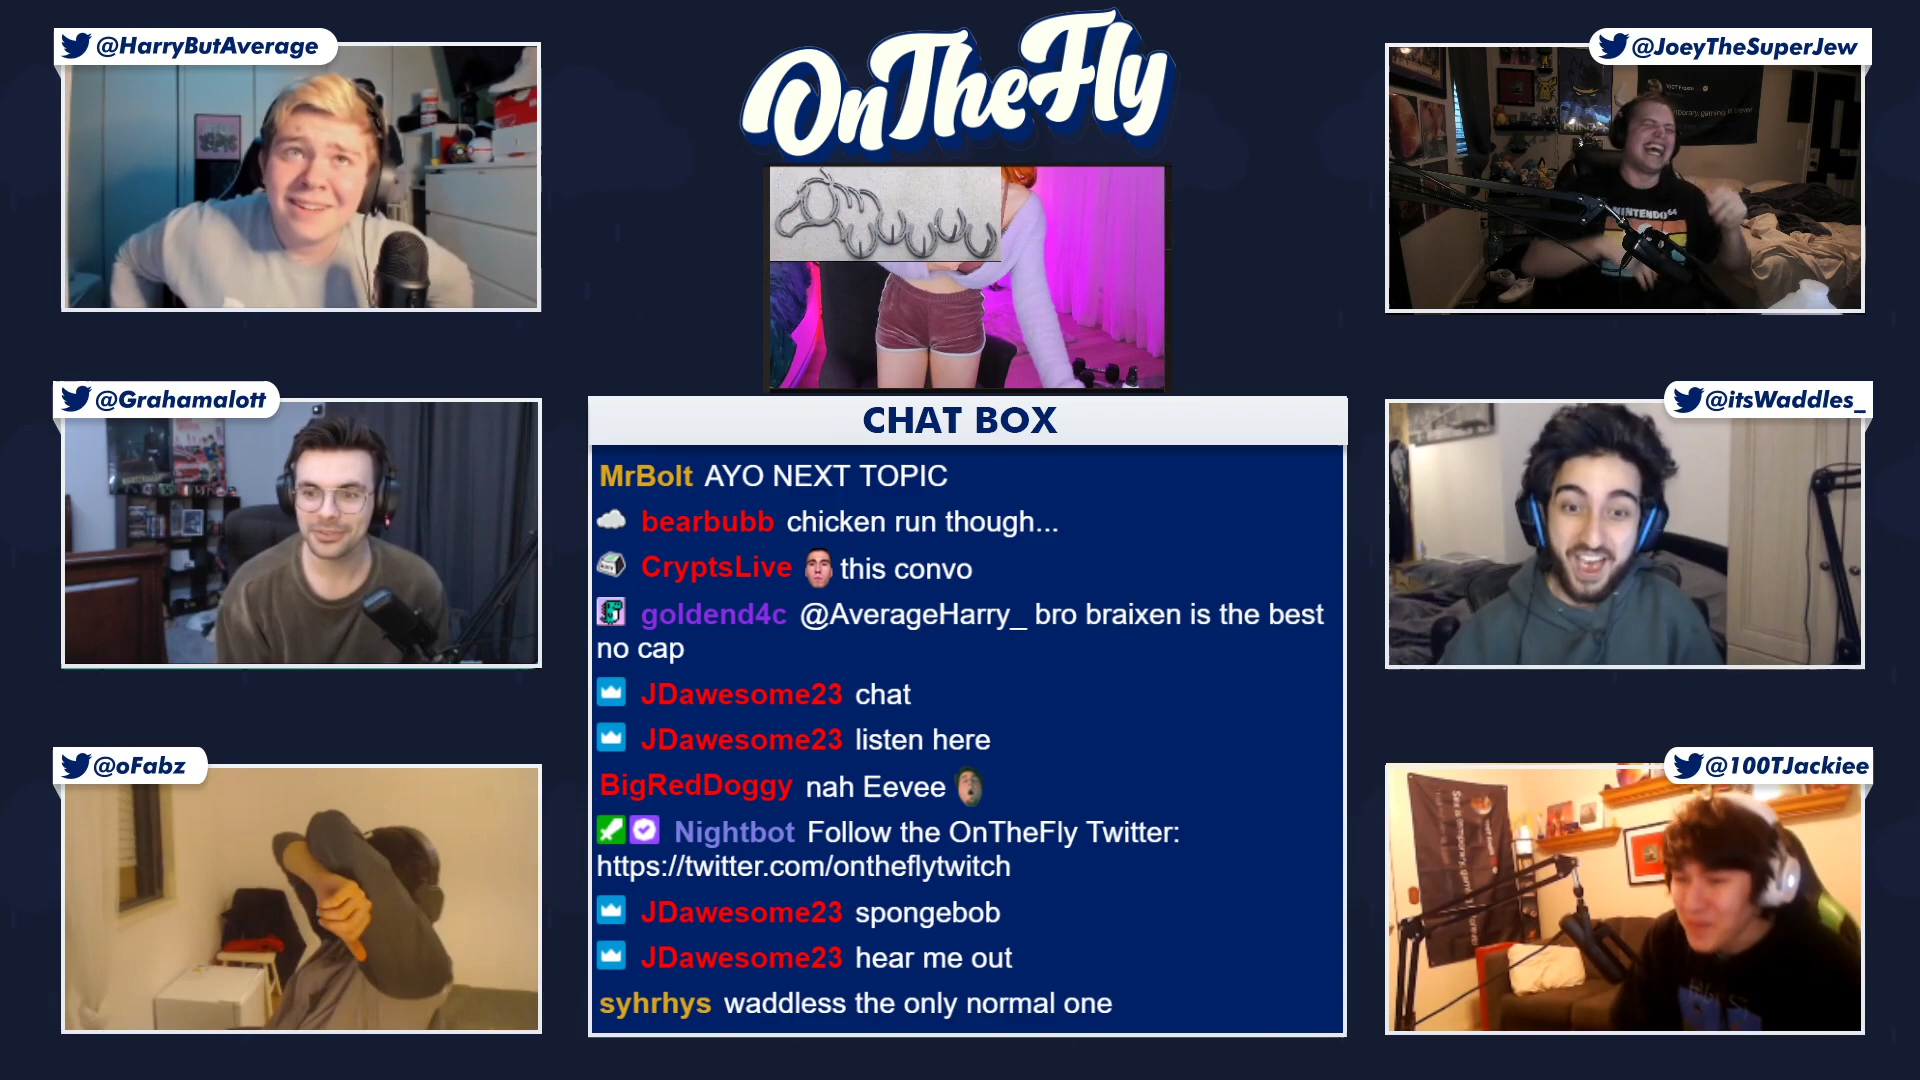 @HarryButAverage
OnTheFly
@JoeyTheSuperJew
NINTENDO 64
@Grahamalott
@itsWaddles_
@oFabz
@100TJackiee
CHAT BOX
MrBolt AYO NEXT TOPIC
bearbubb chicken run though...
CryptsLive this convo
goldend4c @AverageHarry_ bro braixen is the best
no cap
JDawesome23 chat
JDawesome23 listen here
BigRedDoggy nah Eevee
Nightbot Follow the OnTheFly Twitter:
https://twitter.com/ontheflytwitch
JDawesome23 spongebob
JDawesome23 hear me out
syhrhys waddless the only normal one